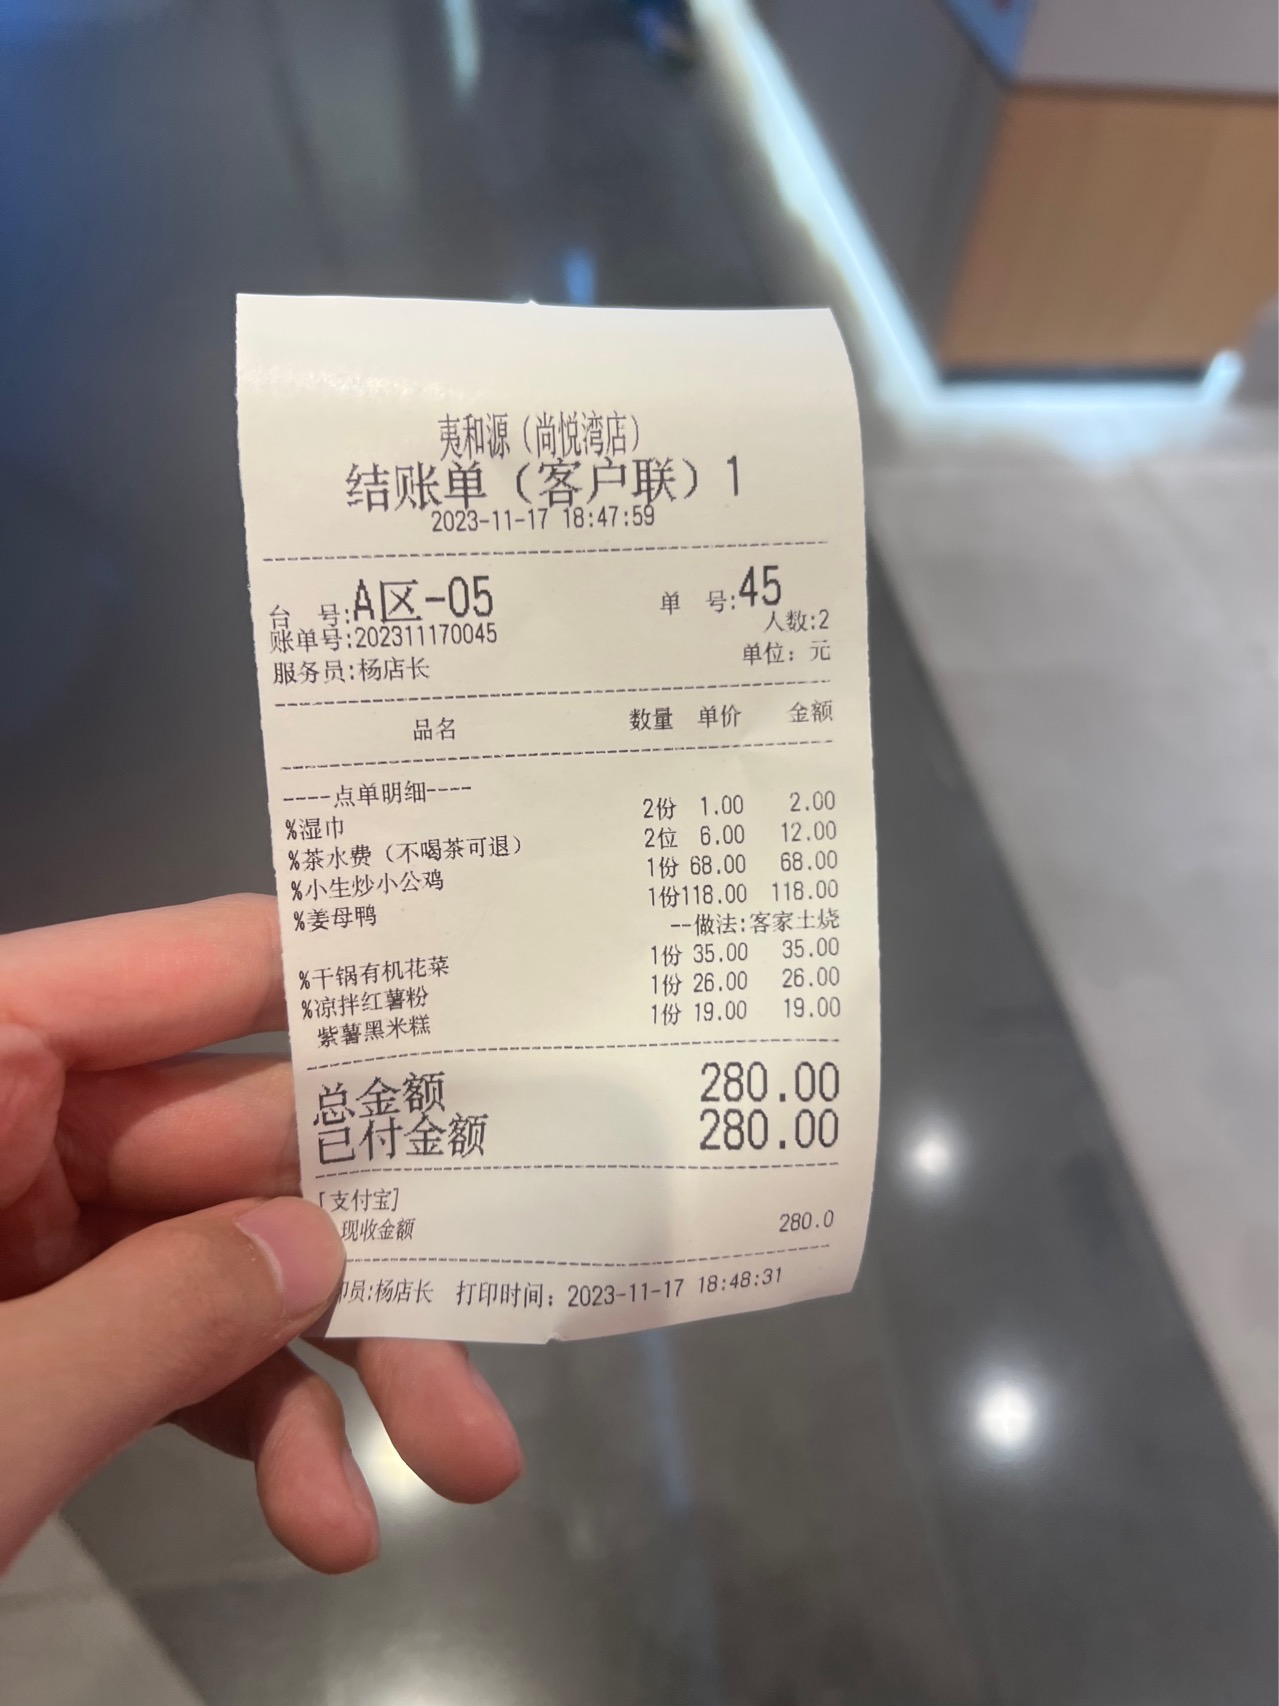 夷和源（尚悦湾店）
结账单（客户联）1
2023-11-17 18:47:59
台 号:A区-05 单 号:45
账单号:202311170045 人数:2
服务员:杨店长 单位：元
品名 数量 单价 金额
----点单明细----
%湿巾 2份 1.00 2.00
%茶水费（不喝茶可退） 2位 6.00 12.00
%小生炒小公鸡 1份 68.00 68.00
%姜母鸭 1份118.00 118.00
--做法:客家土烧
%干锅有机花菜 1份 35.00 35.00
%凉拌红薯粉 1份 26.00 26.00
紫薯黑米糕 1份 19.00 19.00
总金额 280.00
已付金额 280.00
[支付宝]
现收金额 280.0
印员:杨店长 打印时间：2023-11-17 18:48:31